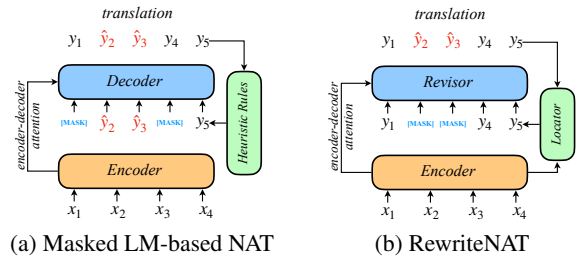 translation
y1 ŷ2 ŷ3 y4 y5
Decoder
[MASK] ŷ2 ŷ3 [MASK] y5
encoder-decoder
attention
Heuristic Rules
Encoder
x1 x2 x3 x4
(a) Masked LM-based NAT
translation
y1 ŷ2 ŷ3 y4 y5
Revisor
y1 [MASK] [MASK] y4 y5
encoder-decoder
attention
Locator
Encoder
x1 x2 x3 x4
(b) RewriteNAT